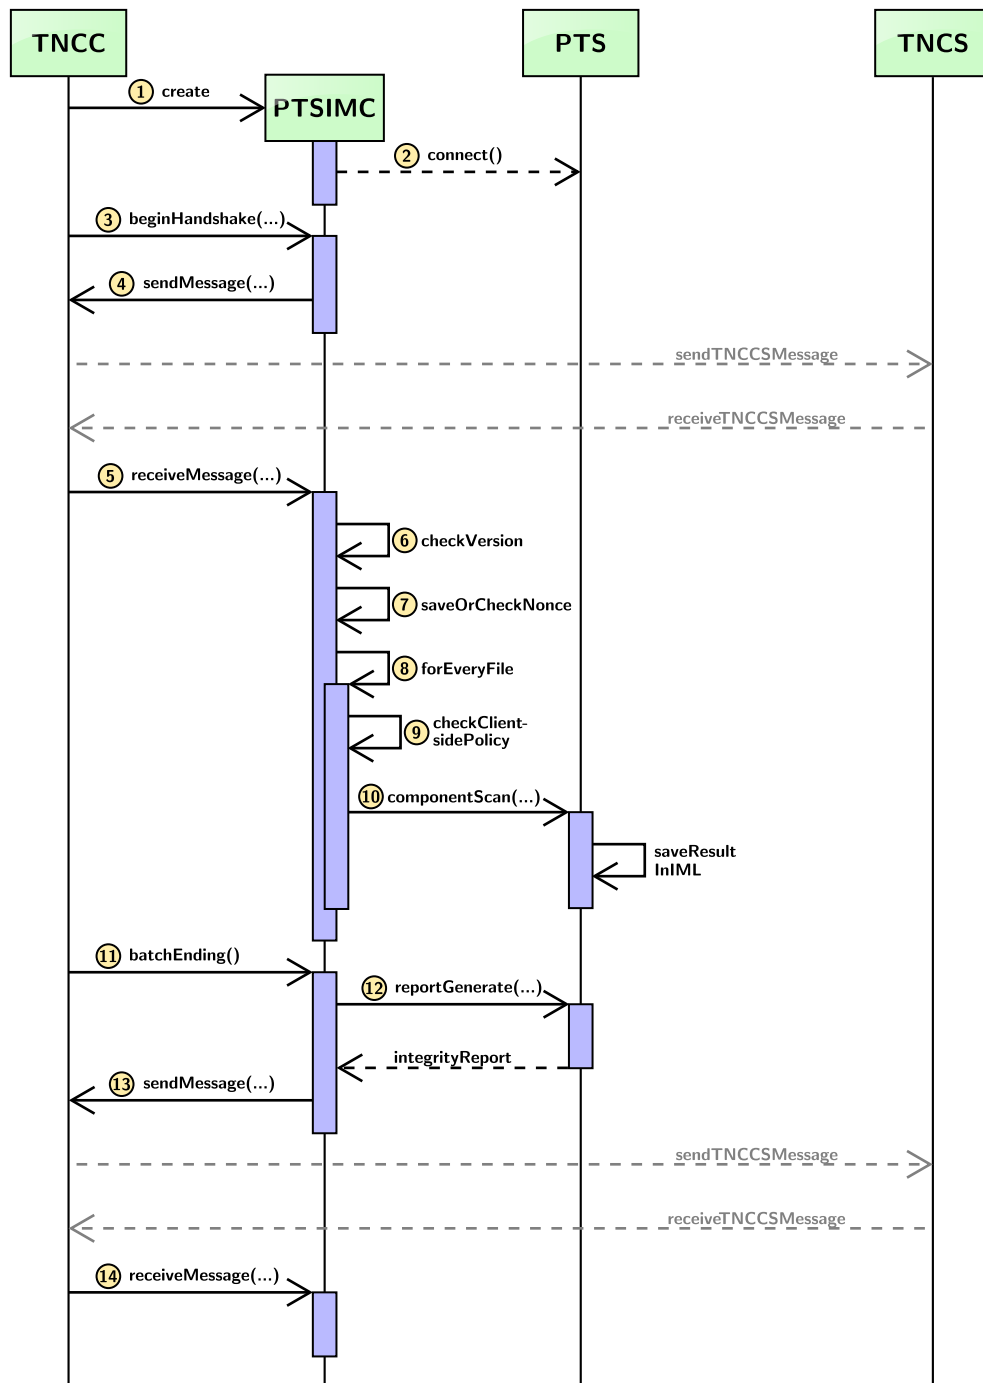 TNCC
PTS
TNCS
1 create
PTSIMC
2 connect()
3 beginHandshake(...)
4 sendMessage(...)
sendTNCCSMessage
receiveTNCCSMessage
5 receiveMessage(...)
6 checkVersion
7 saveOrCheckNonce
8 forEveryFile
9 checkClient-
sidePolicy
10 componentScan(...)
saveResult
InIML
11 batchEnding()
12 reportGenerate(...)
integrityReport
13 sendMessage(...)
sendTNCCSMessage
receiveTNCCSMessage
14 receiveMessage(...)